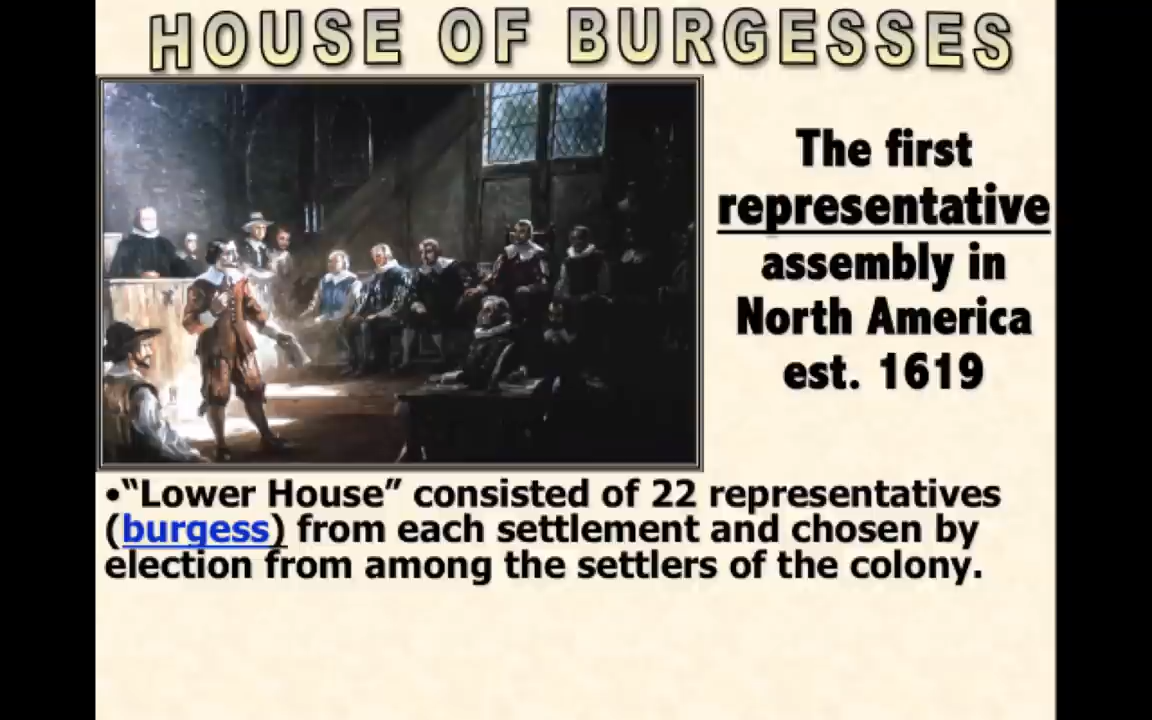 HOUSE OF BURGESSES
The first
representative
assembly in
North America
est. 1619
•“Lower House” consisted of 22 representatives
(burgess) from each settlement and chosen by
election from among the settlers of the colony.